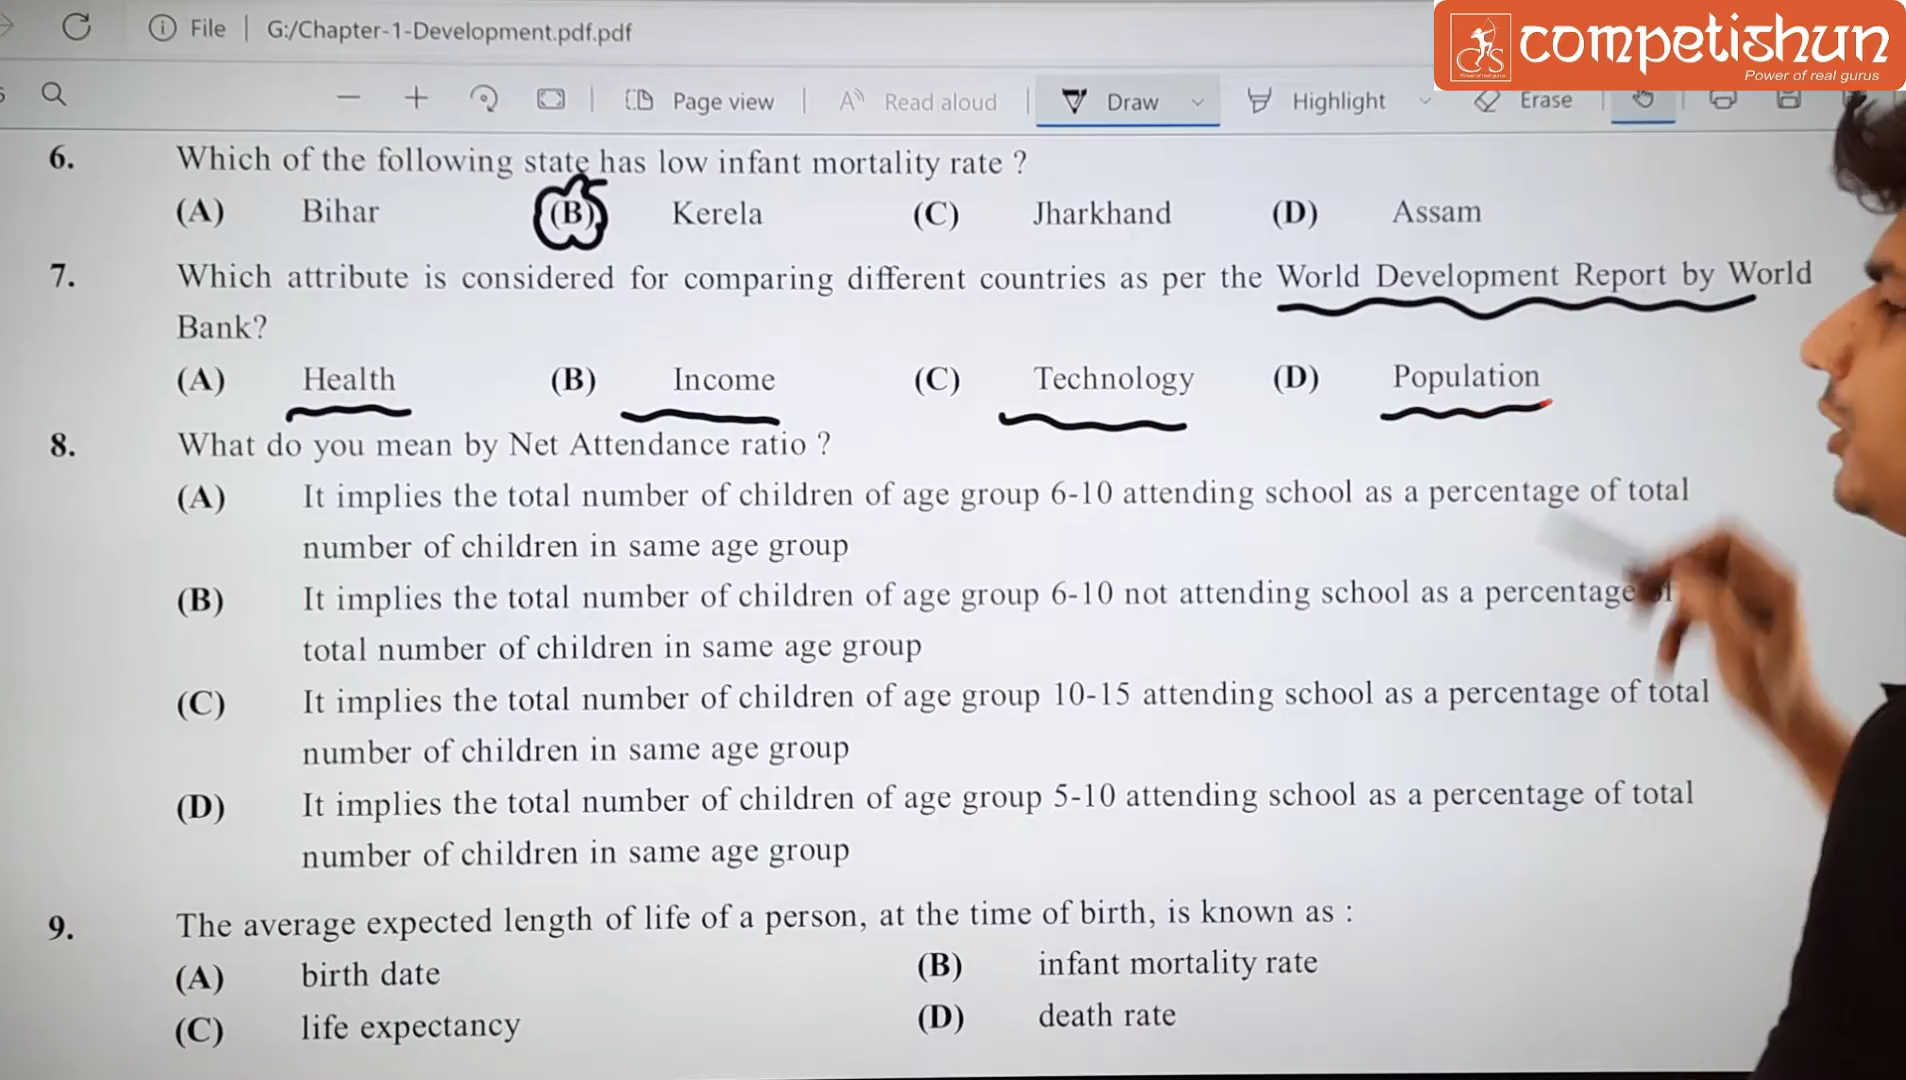 File | G:/Chapter-1-Development.pdf.pdf
competishun
Power of real gurus
Page view | Read aloud | Draw Highlight Erase
6. Which of the following state has low infant mortality rate ?
(A) Bihar (B) Kerela (C) Jharkhand (D) Assam
7. Which attribute is considered for comparing different countries as per the World Development Report by World
Bank?
(A) Health (B) Income (C) Technology (D) Population
8. What do you mean by Net Attendance ratio ?
(A) It implies the total number of children of age group 6-10 attending school as a percentage of total
number of children in same age group
(B) It implies the total number of children of age group 6-10 not attending school as a percentage
total number of children in same age group
(C) It implies the total number of children of age group 10-15 attending school as a percentage of total
number of children in same age group
(D) It implies the total number of children of age group 5-10 attending school as a percentage of total
number of children in same age group
9. The average expected length of life of a person, at the time of birth, is known as :
(A) birth date (B) infant mortality rate
(C) life expectancy (D) death rate